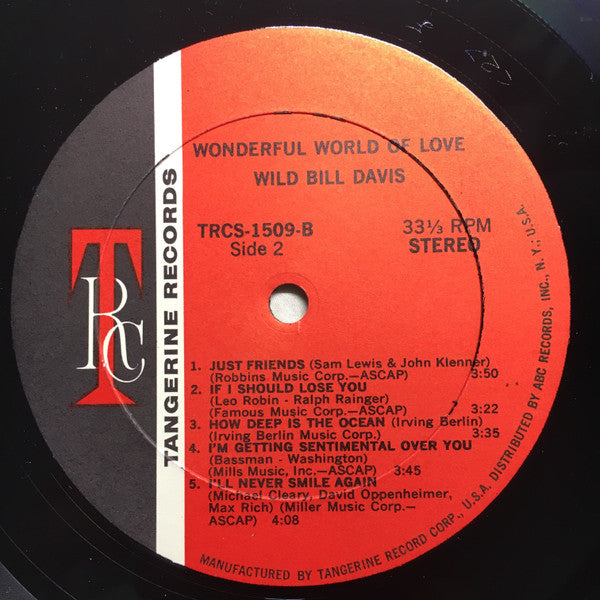 WONDERFUL WORLD OF LOVE
WILD BILL DAVIS
TRCS-1509-B 33⅓ RPM
Side 2 STEREO
TRC
TANGERINE RECORDS
1. JUST FRIENDS (Sam Lewis & John Klenner)
(Robbins Music Corp.—ASCAP) 3:50
2. IF I SHOULD LOSE YOU
(Leo Robin - Ralph Rainger)
(Famous Music Corp.—ASCAP) 3:22
3. HOW DEEP IS THE OCEAN (Irving Berlin)
(Irving Berlin Music Corp.) 3:35
4. I'M GETTING SENTIMENTAL OVER YOU
(Bassman - Washington)
(Mills Music, Inc.—ASCAP) 3:45
5. I'LL NEVER SMILE AGAIN
(Michael Cleary, David Oppenheimer,
Max Rich) (Miller Music Corp.—
ASCAP) 4:08
MANUFACTURED BY TANGERINE RECORD CORP., U.S.A. DISTRIBUTED BY ABC RECORDS, INC., N. Y., U.S.A.